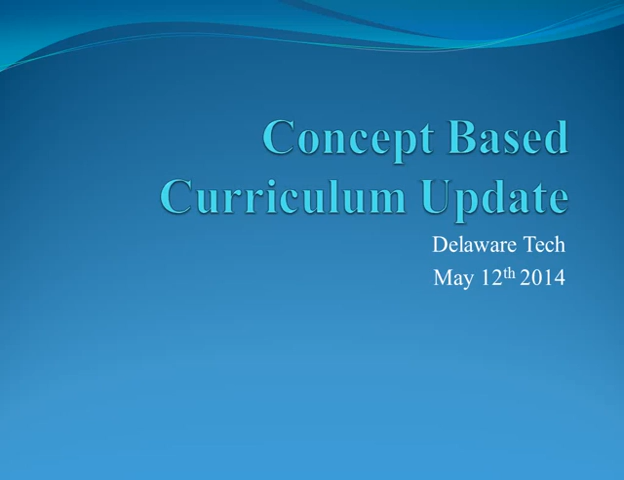 Concept Based
Curriculum Update
Delaware Tech
May 12th 2014